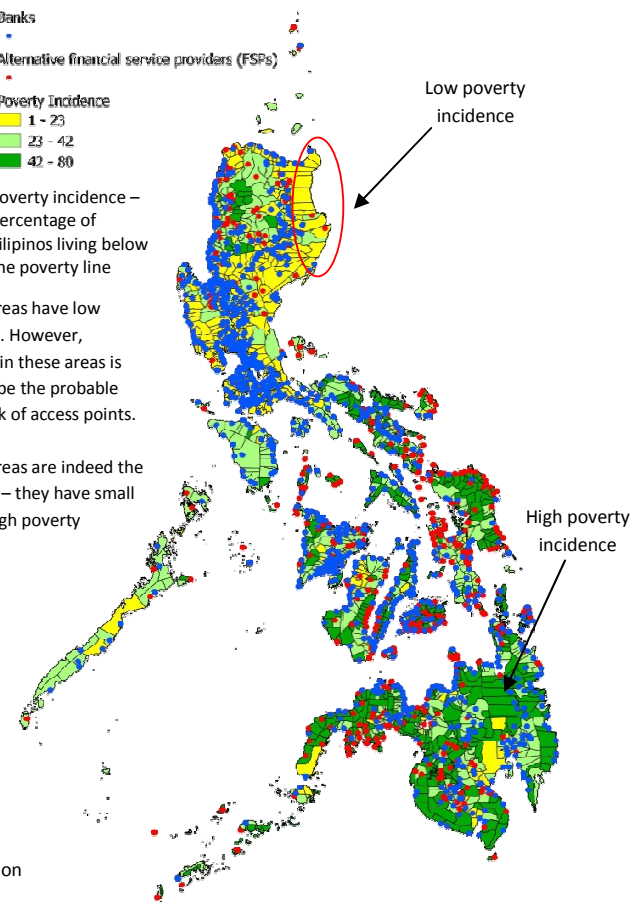 Banks
Alternative financial service providers (FSPs)
Poverty Incidence
1 - 23
23 - 42
42 - 80
Low poverty
incidence
overty incidence –
ercentage of
ilipinos living below
ne poverty line
reas have low
. However,
in these areas is
be the probable
k of access points.
reas are indeed the
– they have small
gh poverty
High poverty
incidence
on